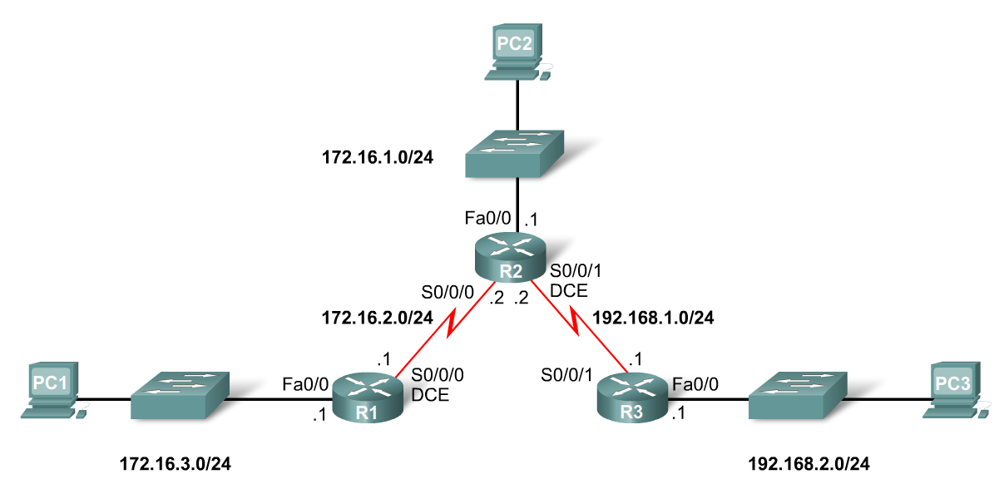 PC2
172.16.1.0/24
Fa0/0
.1
R2
S0/0/1
DCE
S0/0/0
.2
.2
172.16.2.0/24
192.168.1.0/24
.1
S0/0/0
DCE
S0/0/1
.1
PC1
Fa0/0
.1
R1
R3
Fa0/0
.1
PC3
172.16.3.0/24
192.168.2.0/24